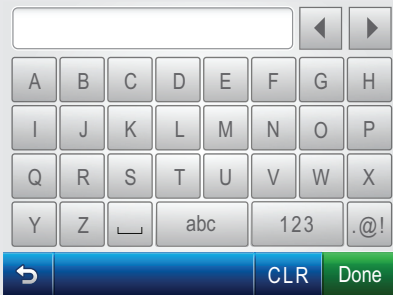 A B C D E F G H
I J K L M N O P
Q R S T U V W X
Y Z abc 123 .@!
CLR Done